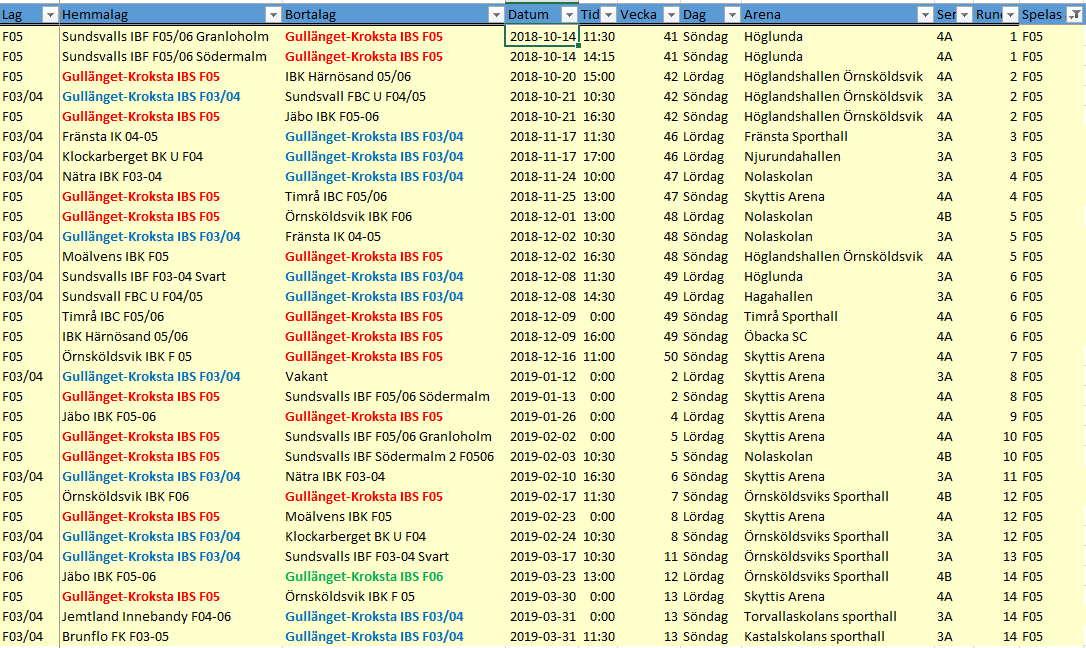 Lag Hemmalag Bortalag Datum Tid Vecka Dag Arena Ser Rund Spelas
F05 Sundsvalls IBF F05/06 Granloholm Gullänget-Kroksta IBS F05 2018-10-14 11:30 41 Söndag Höglunda 4A 1 F05
F05 Sundsvalls IBF F05/06 Södermalm Gullänget-Kroksta IBS F05 2018-10-14 14:15 41 Söndag Höglunda 4A 1 F05
F05 Gullänget-Kroksta IBS F05 IBK Härnösand 05/06 2018-10-20 15:00 42 Lördag Höglandshallen Örnsköldsvik 4A 2 F05
F03/04 Gullänget-Kroksta IBS F03/04 Sundsvall FBC U F04/05 2018-10-21 10:30 42 Söndag Höglandshallen Örnsköldsvik 3A 2 F05
F05 Gullänget-Kroksta IBS F05 Jäbo IBK F05-06 2018-10-21 16:30 42 Söndag Höglandshallen Örnsköldsvik 4A 2 F05
F03/04 Fränsta IK 04-05 Gullänget-Kroksta IBS F03/04 2018-11-17 11:30 46 Lördag Fränsta Sporthall 3A 3 F05
F03/04 Klockarberget BK U F04 Gullänget-Kroksta IBS F03/04 2018-11-17 17:00 46 Lördag Njurundahallen 3A 3 F05
F03/04 Nätra IBK F03-04 Gullänget-Kroksta IBS F03/04 2018-11-24 10:00 47 Lördag Nolaskolan 3A 4 F05
F05 Gullänget-Kroksta IBS F05 Timrå IBC F05/06 2018-11-25 13:00 47 Söndag Skyttis Arena 4A 4 F05
F05 Gullänget-Kroksta IBS F05 Örnsköldsvik IBK F06 2018-12-01 13:00 48 Lördag Nolaskolan 4B 5 F05
F03/04 Gullänget-Kroksta IBS F03/04 Fränsta IK 04-05 2018-12-02 10:30 48 Söndag Nolaskolan 3A 5 F05
F05 Moälvens IBK F05 Gullänget-Kroksta IBS F05 2018-12-02 16:30 48 Söndag Höglandshallen Örnsköldsvik 4A 5 F05
F03/04 Sundsvalls IBF F03-04 Svart Gullänget-Kroksta IBS F03/04 2018-12-08 11:30 49 Lördag Höglunda 3A 6 F05
F03/04 Sundsvall FBC U F04/05 Gullänget-Kroksta IBS F03/04 2018-12-08 14:30 49 Lördag Hagahallen 3A 6 F05
F05 Timrå IBC F05/06 Gullänget-Kroksta IBS F05 2018-12-09 0:00 49 Söndag Timrå Sporthall 4A 6 F05
F05 IBK Härnösand 05/06 Gullänget-Kroksta IBS F05 2018-12-09 16:00 49 Söndag Öbacka SC 4A 6 F05
F05 Örnsköldsvik IBK F 05 Gullänget-Kroksta IBS F05 2018-12-16 11:00 50 Söndag Skyttis Arena 4A 7 F05
F03/04 Gullänget-Kroksta IBS F03/04 Vakant 2019-01-12 0:00 2 Lördag Skyttis Arena 3A 8 F05
F05 Gullänget-Kroksta IBS F05 Sundsvalls IBF F05/06 Södermalm 2019-01-13 0:00 2 Söndag Skyttis Arena 4A 8 F05
F05 Jäbo IBK F05-06 Gullänget-Kroksta IBS F05 2019-01-26 0:00 4 Lördag Skyttis Arena 4A 9 F05
F05 Gullänget-Kroksta IBS F05 Sundsvalls IBF F05/06 Granloholm 2019-02-02 0:00 5 Lördag Skyttis Arena 4A 10 F05
F05 Gullänget-Kroksta IBS F05 Sundsvalls IBF Södermalm 2 F0506 2019-02-03 10:30 5 Söndag Nolaskolan 4B 10 F05
F03/04 Gullänget-Kroksta IBS F03/04 Nätra IBK F03-04 2019-02-10 16:30 6 Söndag Skyttis Arena 3A 11 F05
F05 Örnsköldsvik IBK F06 Gullänget-Kroksta IBS F05 2019-02-17 11:30 7 Söndag Örnsköldsviks Sporthall 4B 12 F05
F05 Gullänget-Kroksta IBS F05 Moälvens IBK F05 2019-02-23 0:00 8 Lördag Skyttis Arena 4A 12 F05
F03/04 Gullänget-Kroksta IBS F03/04 Klockarberget BK U F04 2019-02-24 10:30 8 Söndag Örnsköldsviks Sporthall 3A 12 F05
F03/04 Gullänget-Kroksta IBS F03/04 Sundsvalls IBF F03-04 Svart 2019-03-17 10:30 11 Söndag Örnsköldsviks Sporthall 3A 13 F05
F06 Jäbo IBK F05-06 Gullänget-Kroksta IBS F06 2019-03-23 13:00 12 Lördag Örnsköldsviks Sporthall 4B 14 F05
F05 Gullänget-Kroksta IBS F05 Örnsköldsvik IBK F 05 2019-03-30 0:00 13 Lördag Skyttis Arena 4A 14 F05
F03/04 Jemtland Innebandy F04-06 Gullänget-Kroksta IBS F03/04 2019-03-31 0:00 13 Söndag Torvallaskolans sporthall 3A 14 F05
F03/04 Brunflo FK F03-05 Gullänget-Kroksta IBS F03/04 2019-03-31 11:30 13 Söndag Kastalskolans sporthall 3A 14 F05